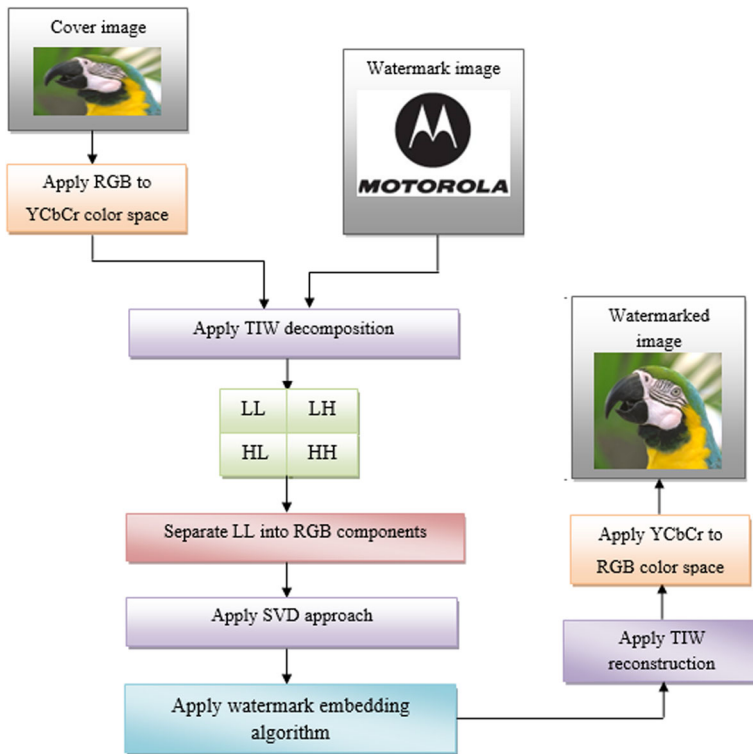 Cover image
Watermark image
MOTOROLA
Apply RGB to
YCbCr color space
Apply TIW decomposition
LL LH
HL HH
Separate LL into RGB components
Apply SVD approach
Apply watermark embedding
algorithm
Apply TIW
reconstruction
Apply YCbCr to
RGB color space
Watermarked
image